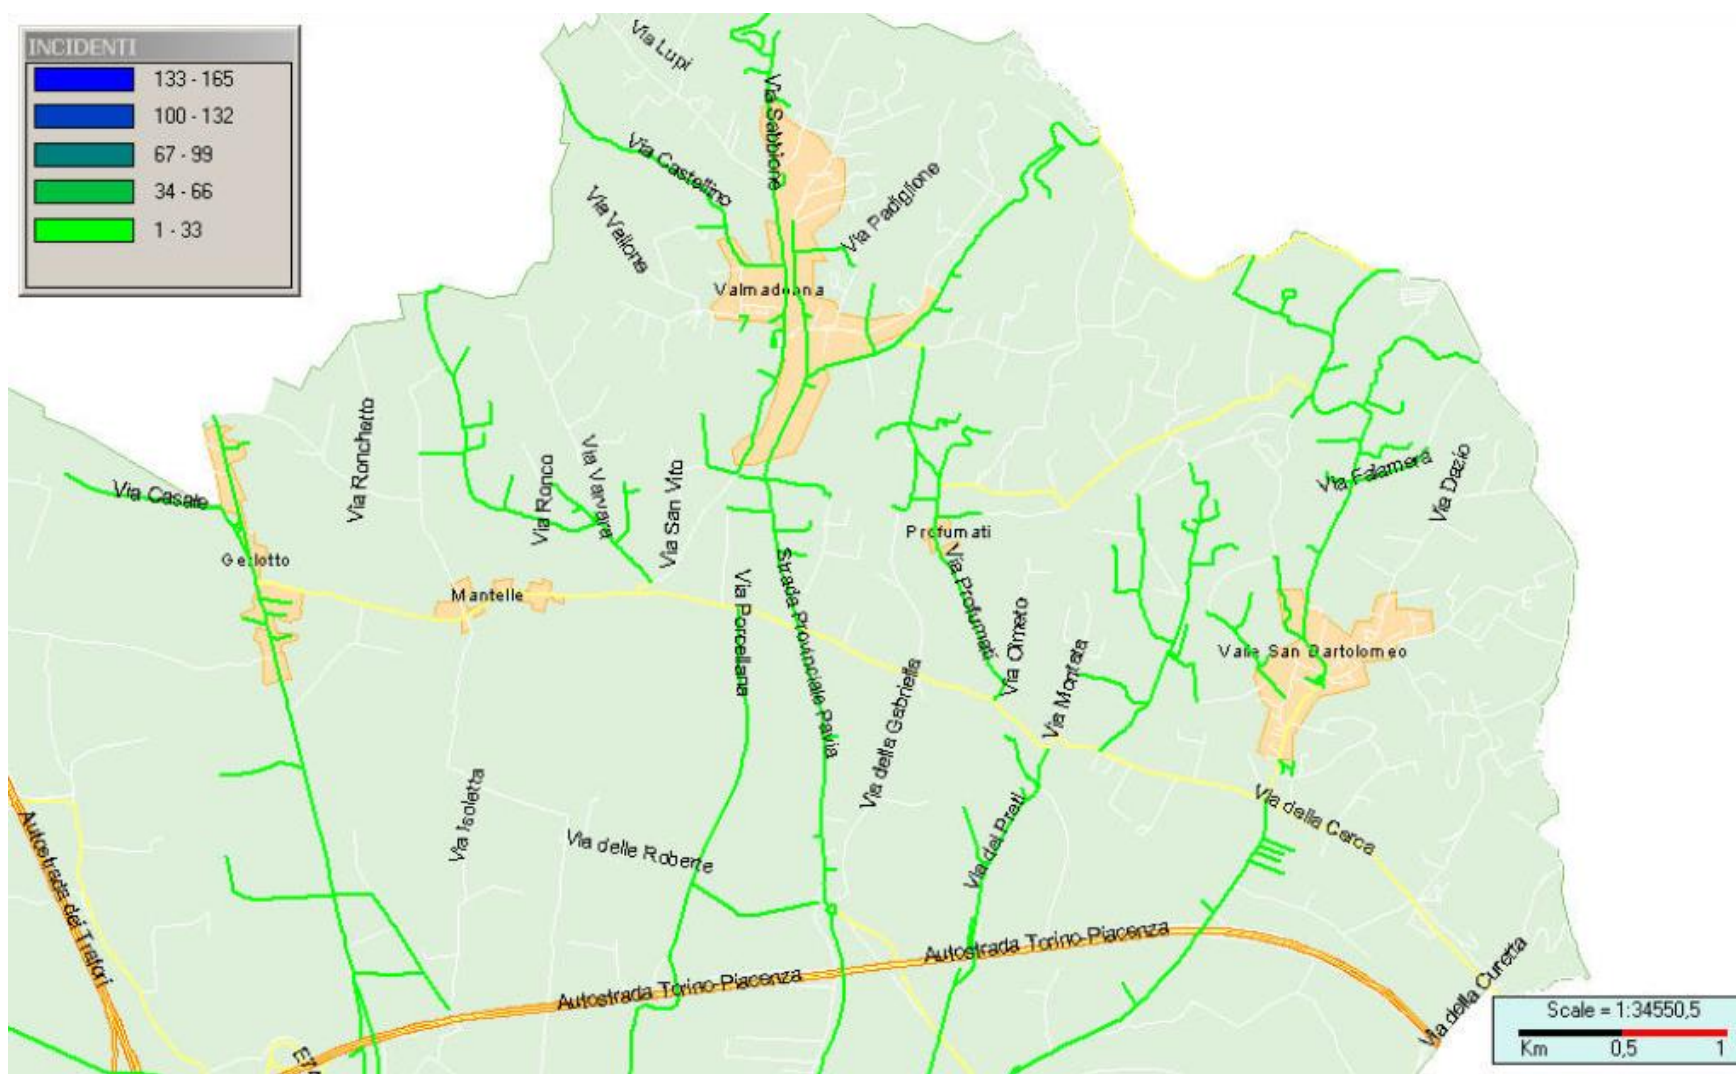 INCIDENTI
133 - 165
100 - 132
67 - 99
34 - 66
1 - 33
Via Lupi
Via Sabbione
Via Castellino
Via Padiglione
Via Vallone
Valmadonna
Via Ronchetto
Via Ronco
Via Varvara
Via San Vito
Via Falamera
Via Dazio
Via Casale
Gerlotto
Mantelle
Profumati
Via Porcellana
Strada Provinciale Pavia
Via Profumati
Via Olmeto
Via Montata
Via della Gabriella
Valle San Bartolomeo
Via Isoletta
Via delle Roberte
Via dei Preti
Via della Cerca
Autostrada dei Trafori
Autostrada Torino-Piacenza
Autostrada Torino-Piacenza
Via della Curetta
Scale = 1:34550,5
Km 0,5 1